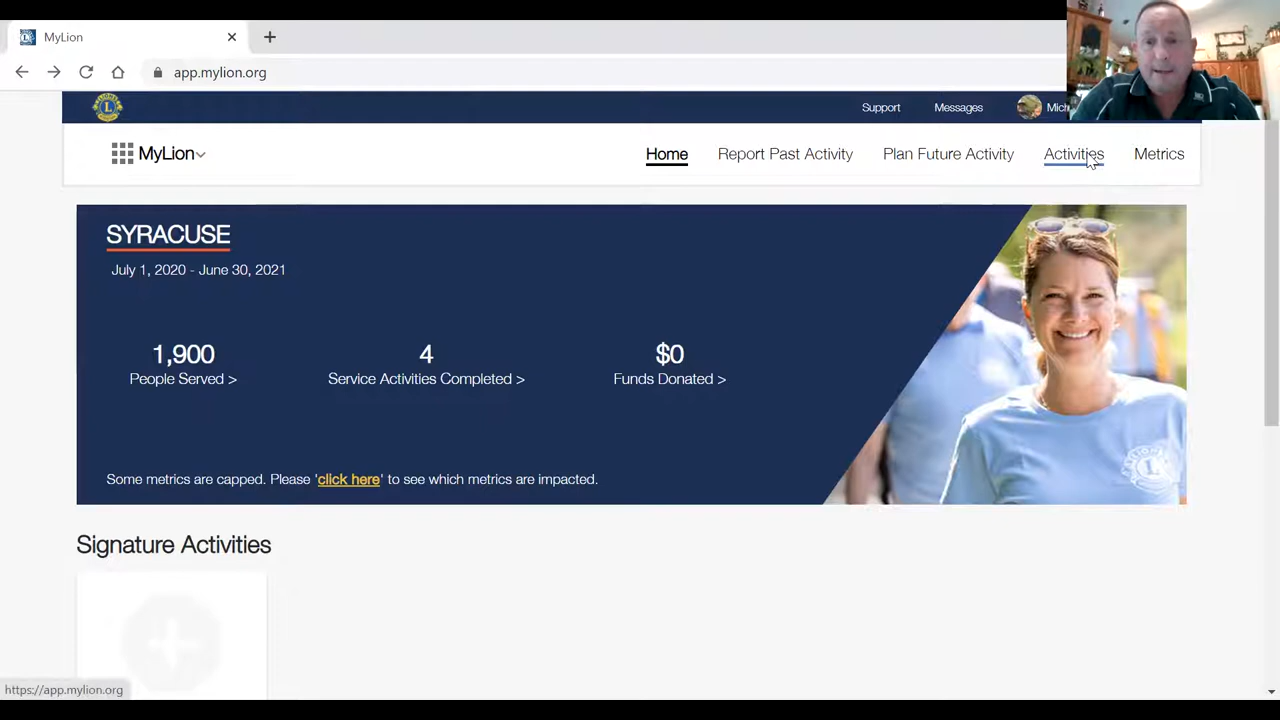 MyLion
app.mylion.org
Support Messages
MyLion Home Report Past Activity Plan Future Activity Activities Metrics
SYRACUSE
July 1, 2020 - June 30, 2021
1,900 4 $0
People Served > Service Activities Completed > Funds Donated >
Some metrics are capped. Please 'click here' to see which metrics are impacted.
Signature Activities
https://app.mylion.org